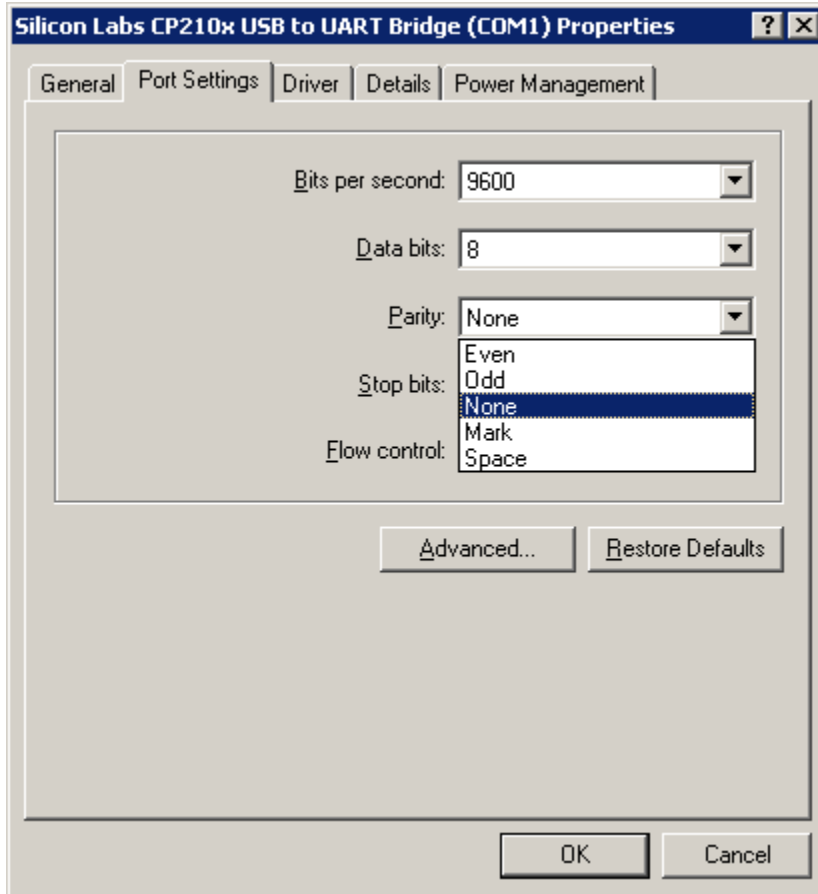 Silicon Labs CP210x USB to UART Bridge (COM1) Properties
General Port Settings Driver Details Power Management
Bits per second: 9600
Data bits: 8
Parity: None
Even
Stop bits: Odd
None
Mark
Flow control: Space
Advanced... Restore Defaults
OK Cancel